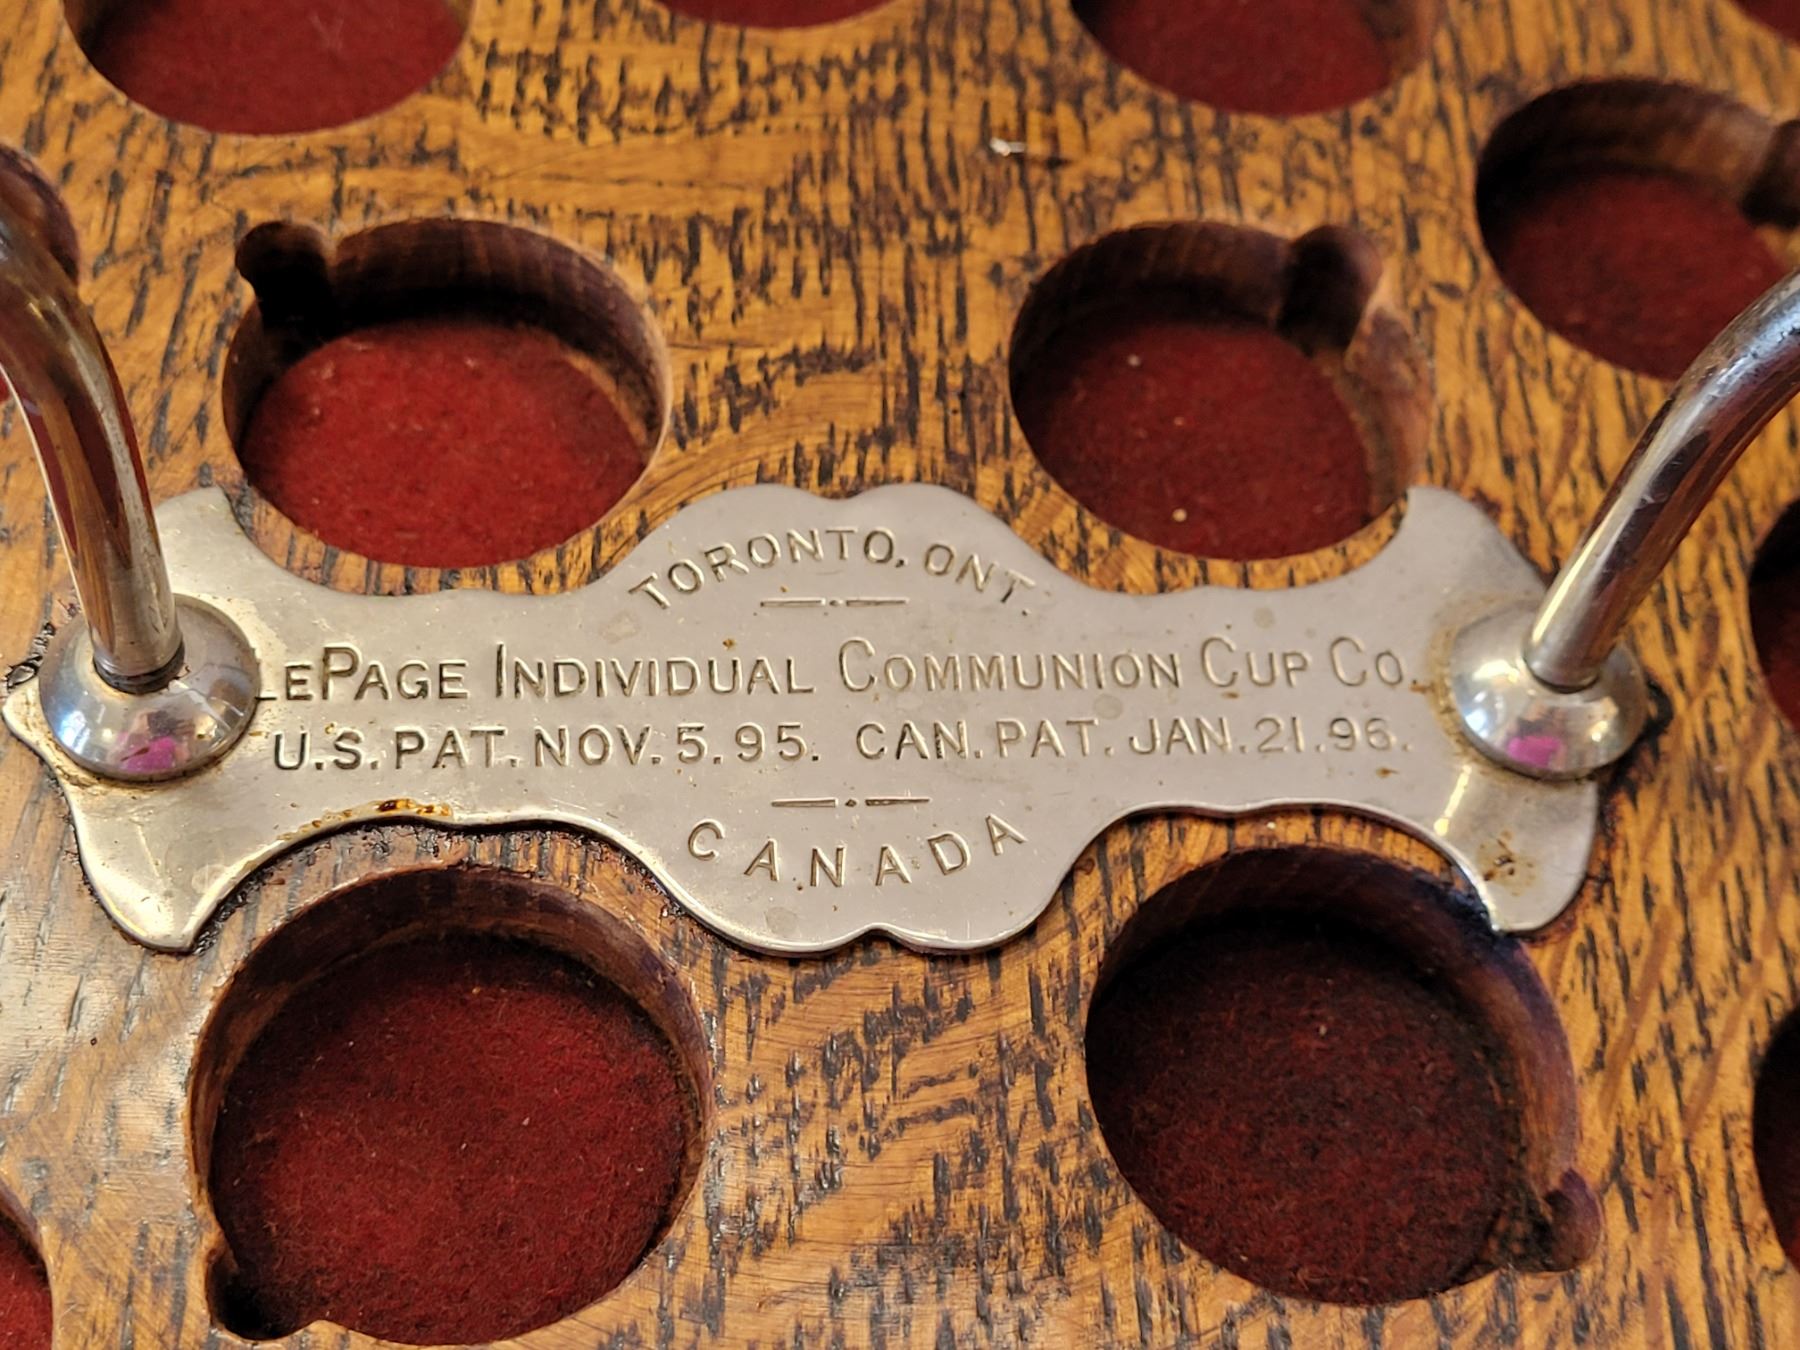 TORONTO, ONT.
LEPAGE INDIVIDUAL COMMUNION CUP CO.
U.S. PAT. NOV. 5. 95. CAN. PAT. JAN. 21. 96.
CANADA